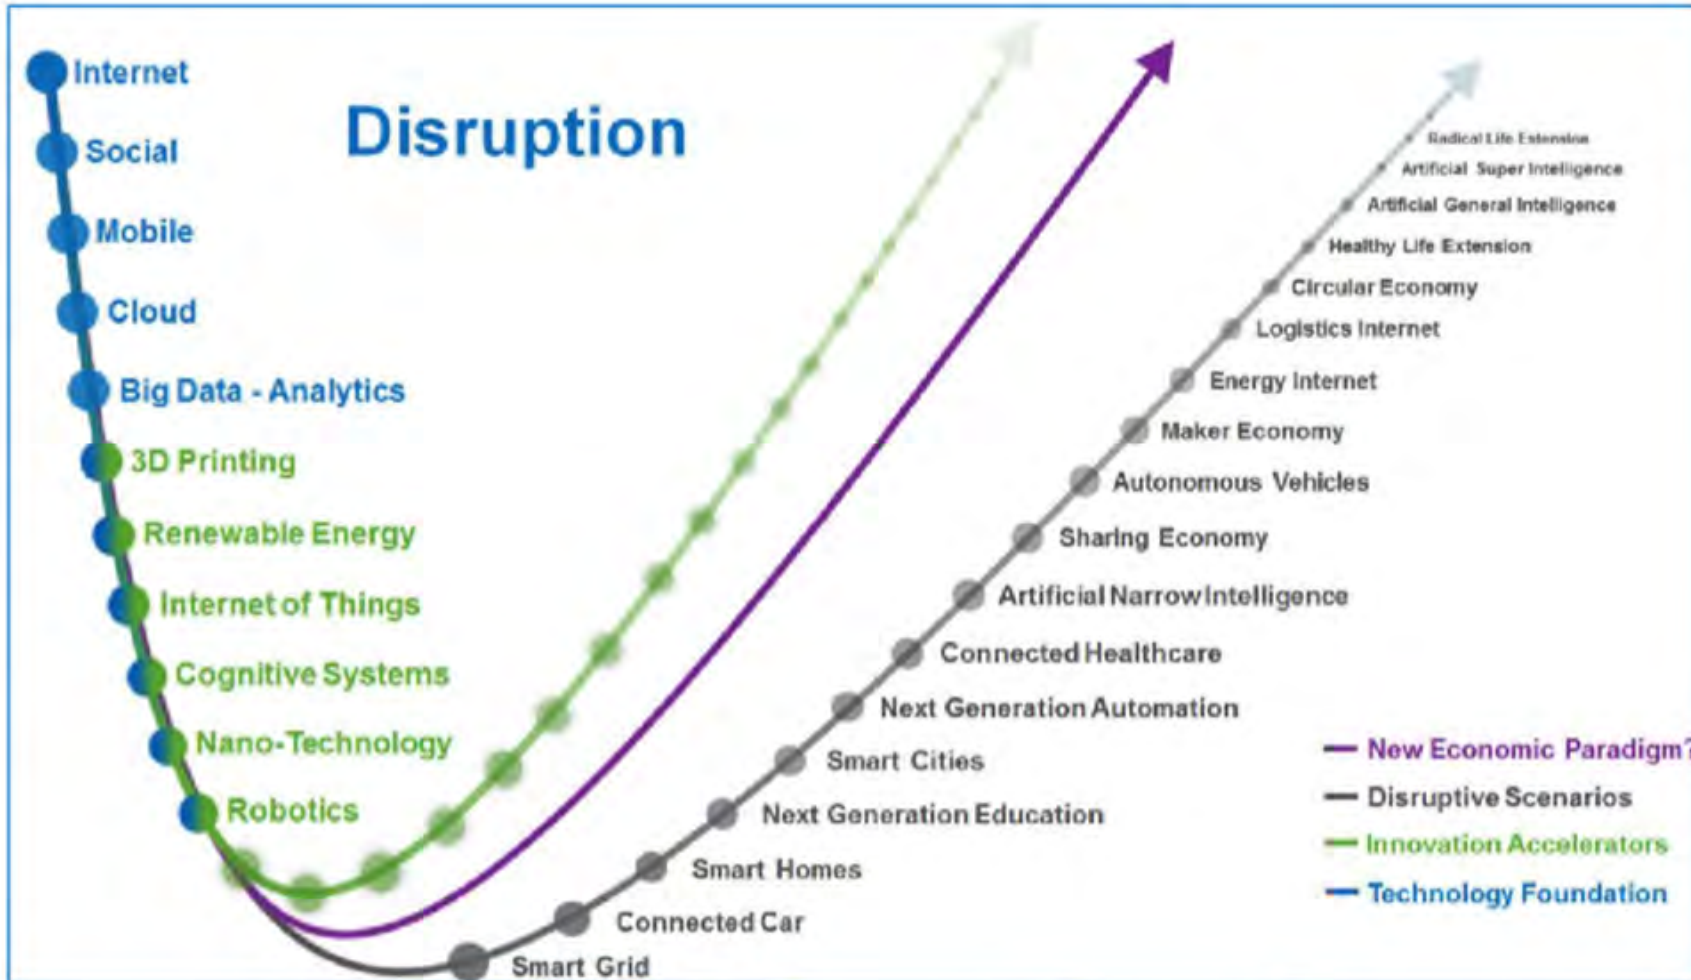 Disruption
Internet
Social
Mobile
Cloud
Big Data - Analytics
3D Printing
Renewable Energy
Internet of Things
Cognitive Systems
Nano-Technology
Robotics
Radical Life Extension
Artificial Super Intelligence
Artificial General Intelligence
Healthy Life Extension
Circular Economy
Logistics Internet
Energy Internet
Maker Economy
Autonomous Vehicles
Sharing Economy
Artificial Narrow Intelligence
Connected Healthcare
Next Generation Automation
Smart Cities
Next Generation Education
Smart Homes
Connected Car
Smart Grid
New Economic Paradigm?
Disruptive Scenarios
Innovation Accelerators
Technology Foundation